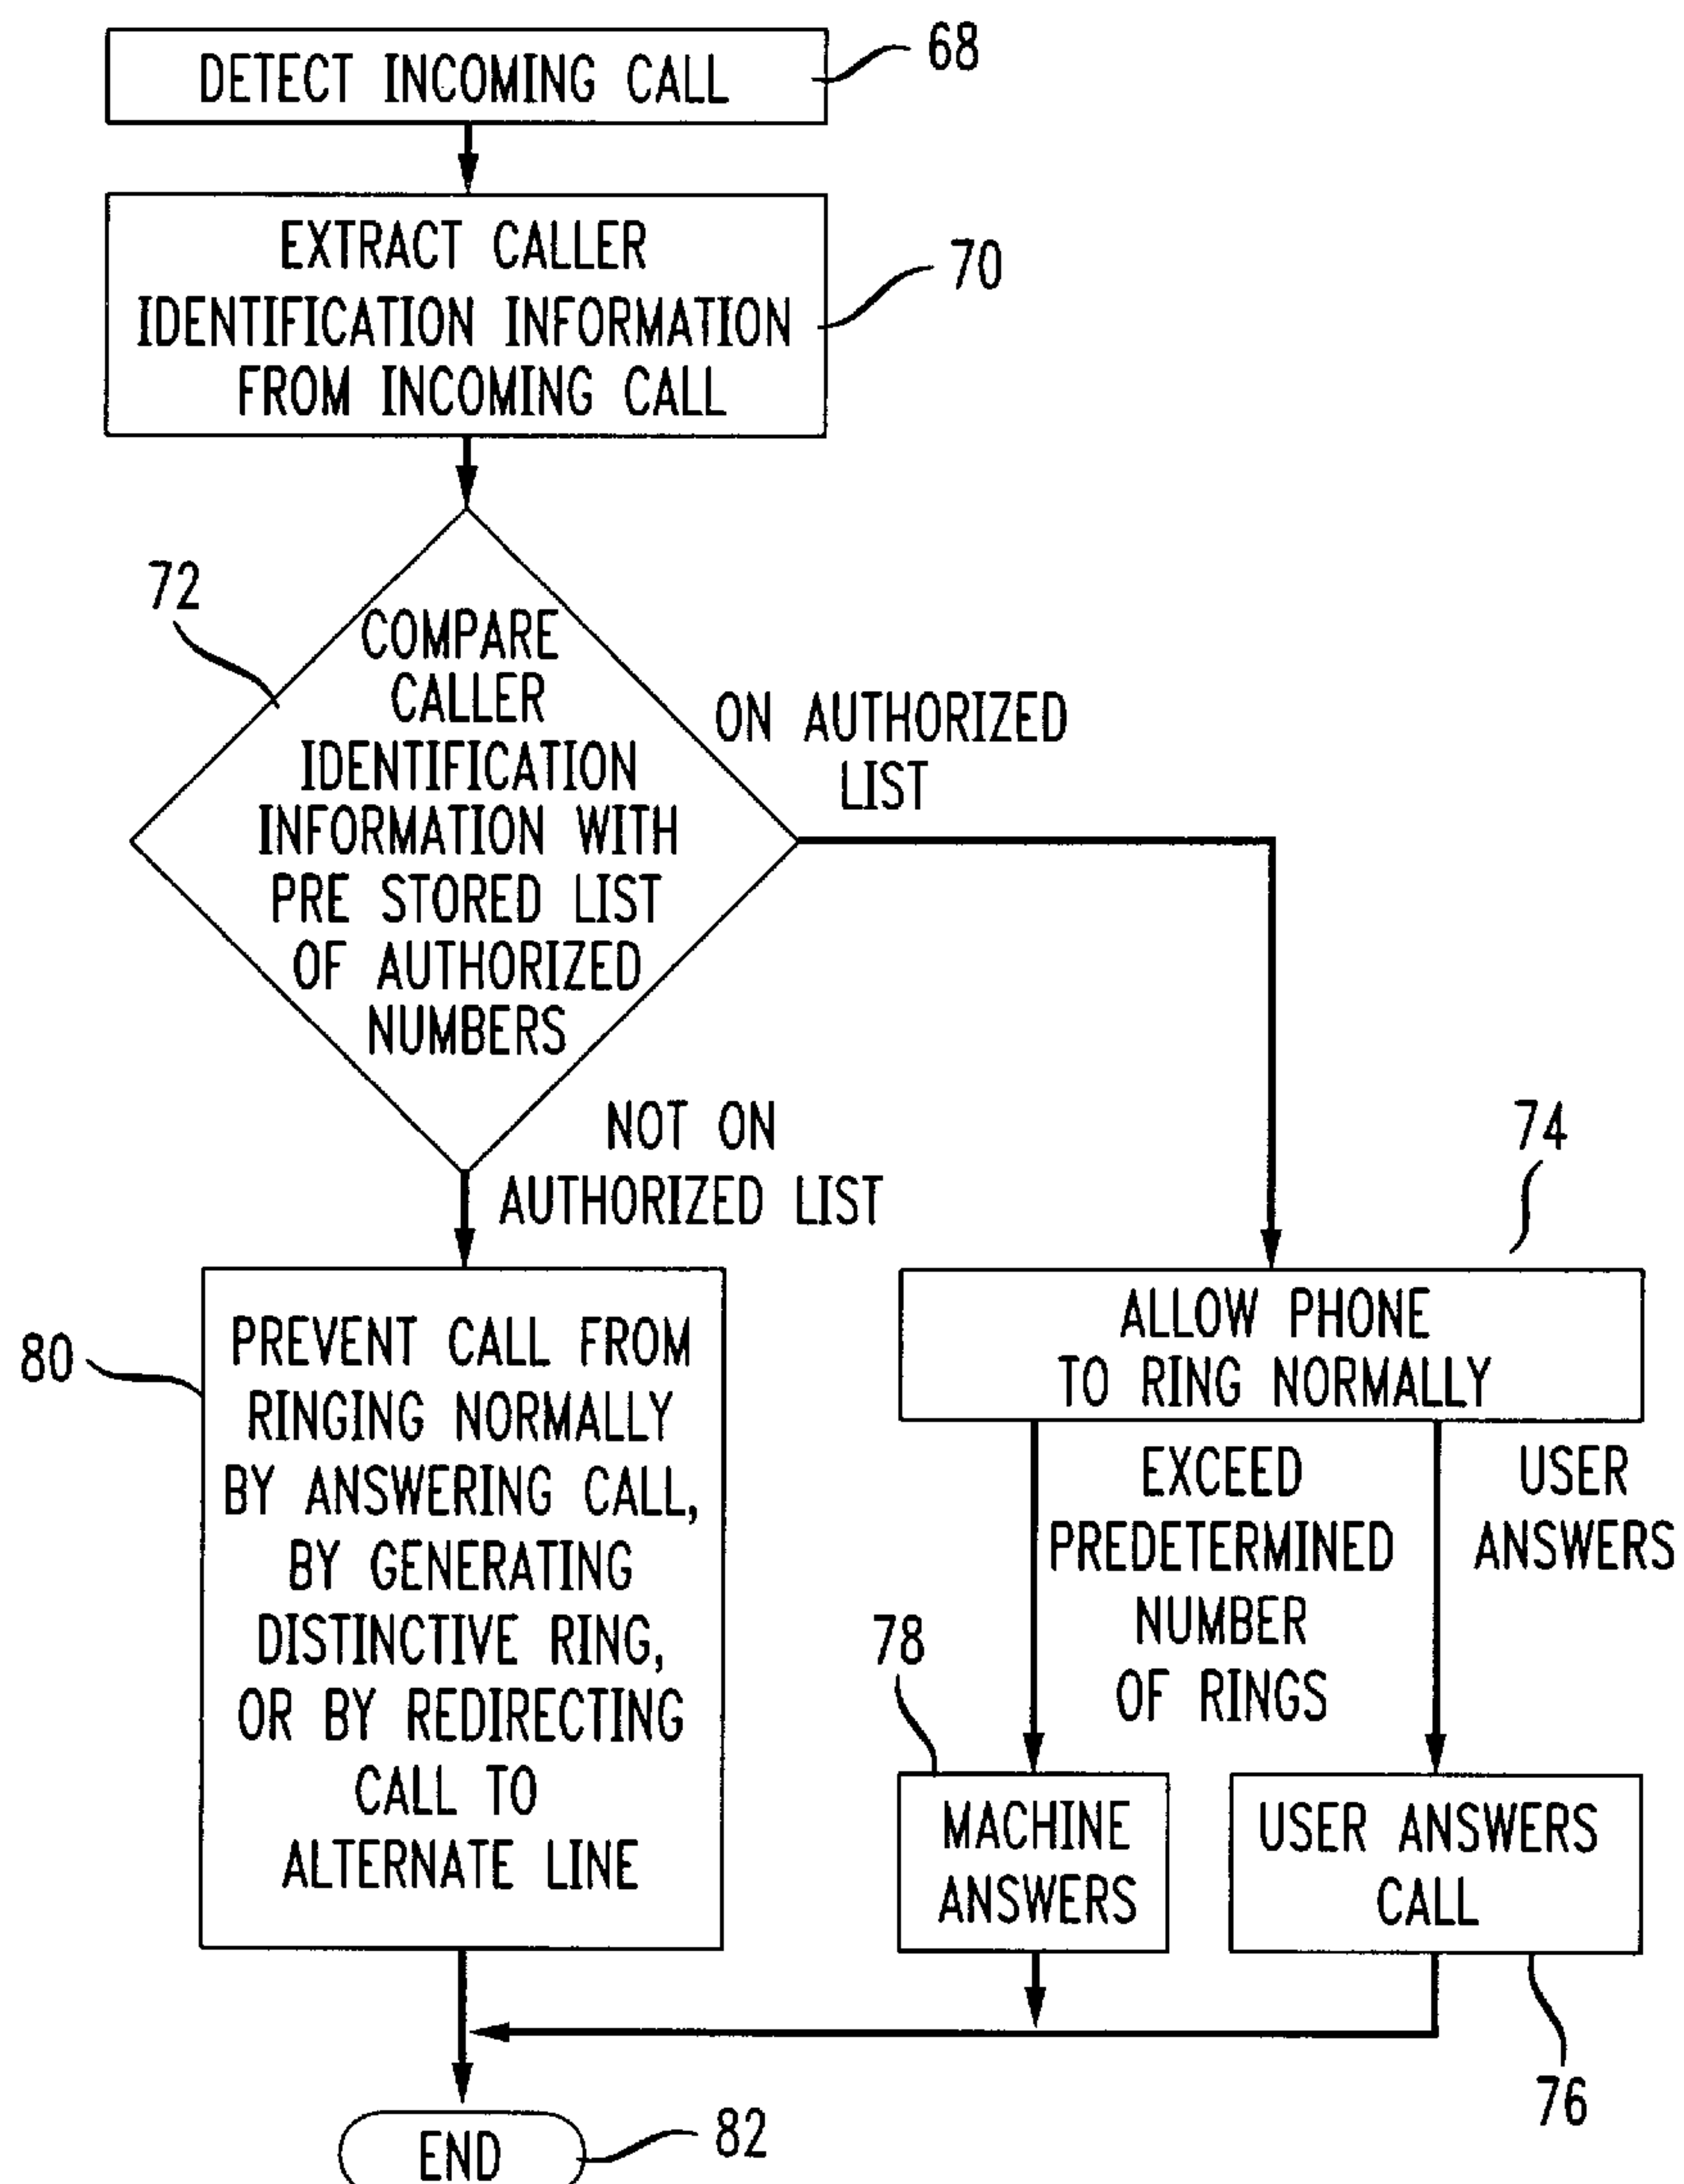 DETECT INCOMING CALL
68
EXTRACT CALLER
IDENTIFICATION INFORMATION
FROM INCOMING CALL
70
72
COMPARE
CALLER
IDENTIFICATION
INFORMATION WITH
PRE STORED LIST
OF AUTHORIZED
NUMBERS
ON AUTHORIZED
LIST
NOT ON
AUTHORIZED LIST
74
80
PREVENT CALL FROM
RINGING NORMALLY
BY ANSWERING CALL,
BY GENERATING
DISTINCTIVE RING,
OR BY REDIRECTING
CALL TO
ALTERNATE LINE
ALLOW PHONE
TO RING NORMALLY
EXCEED
PREDETERMINED
NUMBER
OF RINGS
USER
ANSWERS
78
MACHINE
ANSWERS
USER ANSWERS
CALL
76
END
82